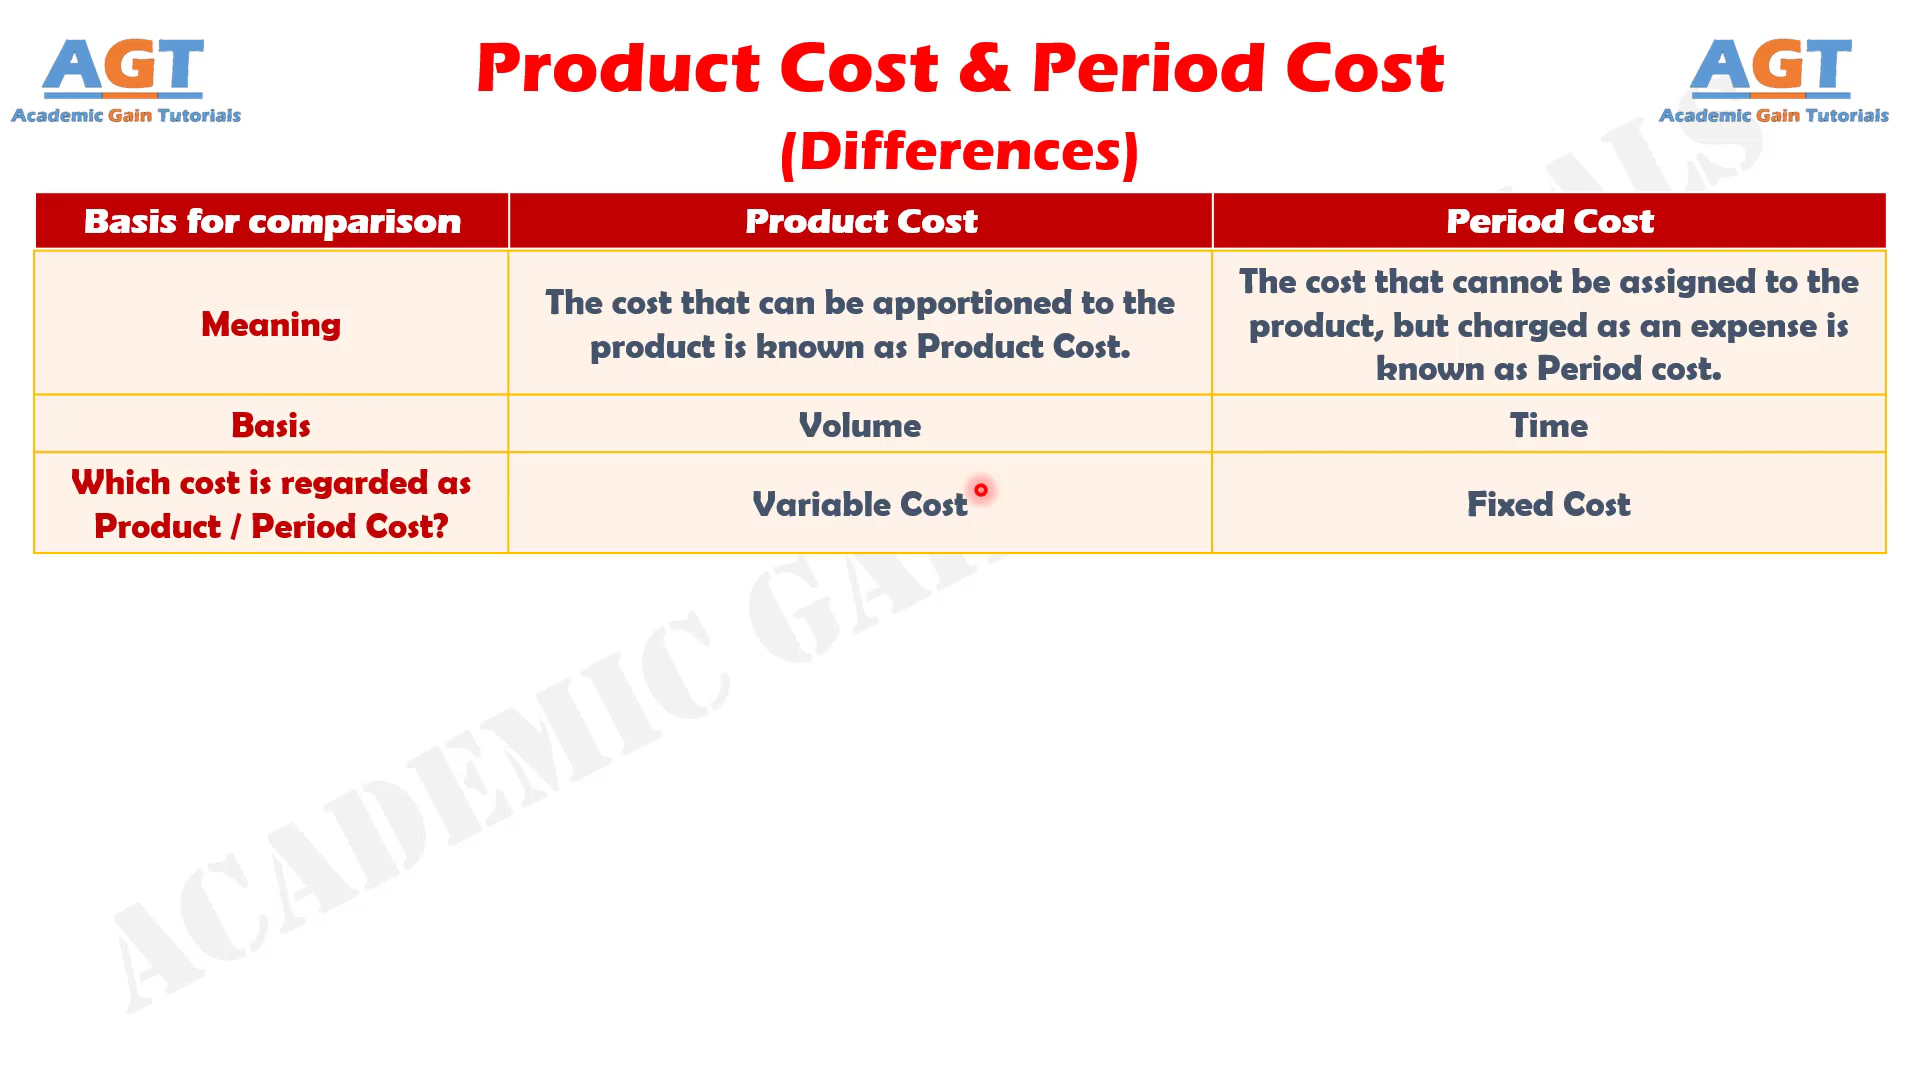 AGT
Academic Gain Tutorials
Product Cost & Period Cost
(Differences)
AGT
Academic Gain Tutorials
Basis for comparison
Product Cost
Period Cost
Meaning
The cost that can be apportioned to the
product is known as Product Cost.
The cost that cannot be assigned to the
product, but charged as an expense is
known as Period cost.
Basis
Volume
Time
Which cost is regarded as
Product / Period Cost?
Variable Cost
Fixed Cost
ACADEMIC